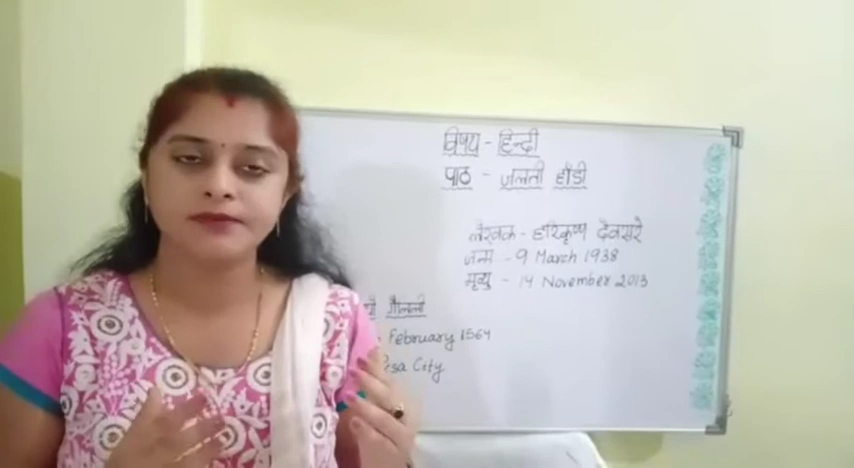 विषय - हिन्दी
पाठ - जलती हाँडी
लेखक - हरिकृष्ण देवसरे
जन्म - 9 March 1938
मृत्यु - 14 November 2013
February 1564
City